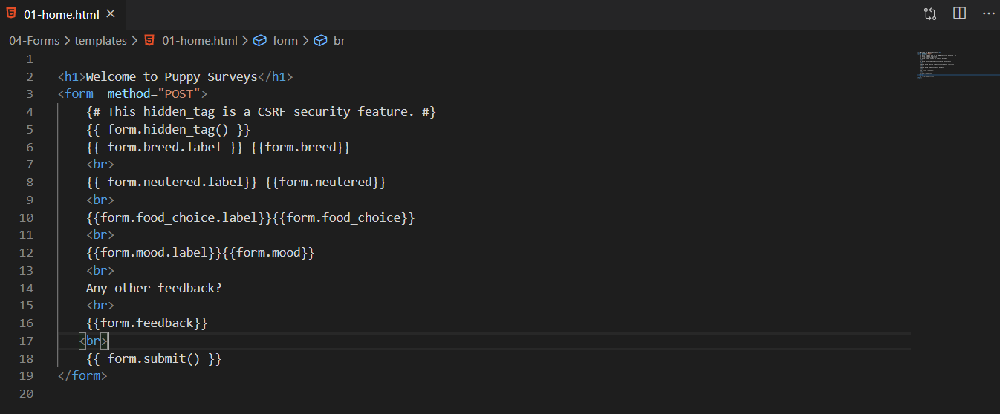 01-home.html
04-Forms > templates > 01-home.html > form > br
1
2 <h1>Welcome to Puppy Surveys</h1>
3 <form  method="POST">
4     {# This hidden_tag is a CSRF security feature. #}
5     {{ form.hidden_tag() }}
6     {{ form.breed.label }} {{form.breed}}
7     <br>
8     {{ form.neutered.label}} {{form.neutered}}
9     <br>
10     {{form.food_choice.label}}{{form.food_choice}}
11     <br>
12     {{form.mood.label}}{{form.mood}}
13     <br>
14     Any other feedback?
15     <br>
16     {{form.feedback}}
17    <br>
18     {{ form.submit() }}
19 </form>
20